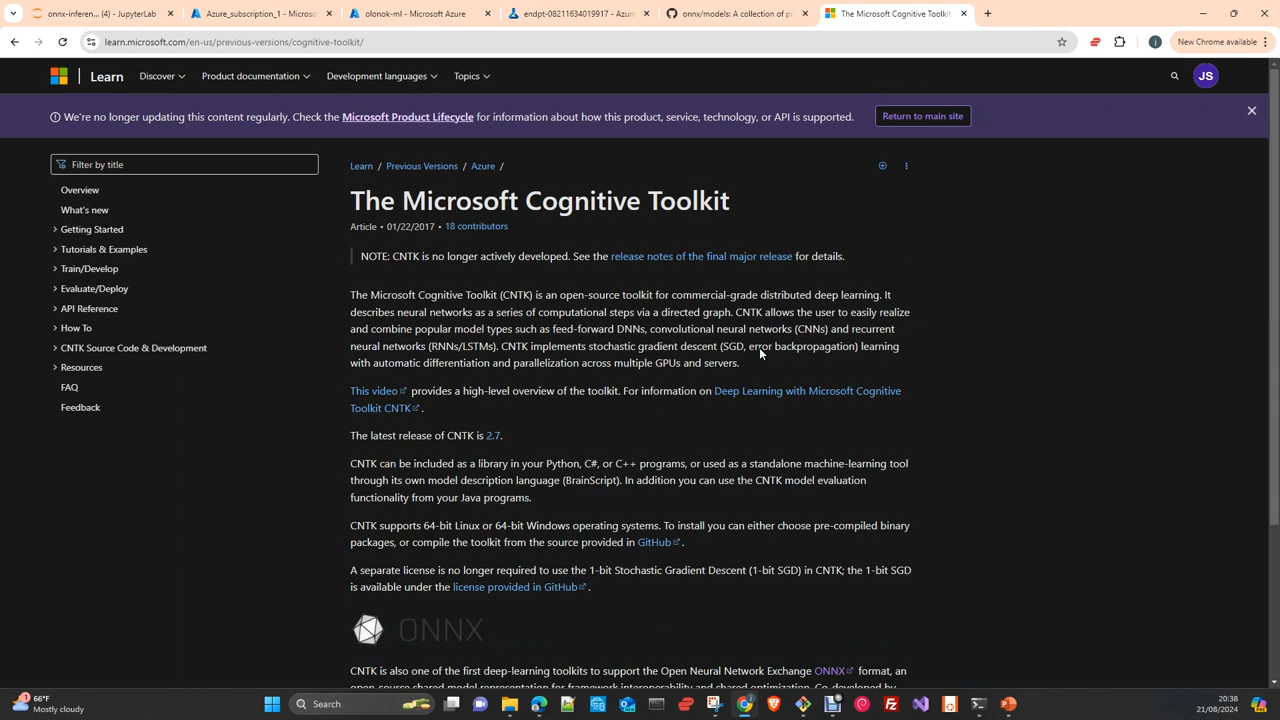 onnx-inferen... (4) - JupyterLab
Azure_subscription_1 - Microso
olonok-ml - Microsoft Azure
endpt-08211634019917 - Azur
onnx/models: A collection of p
The Microsoft Cognitive Toolkit
learn.microsoft.com/en-us/previous-versions/cognitive-toolkit/
New Chrome available
Learn
Discover
Product documentation
Development languages
Topics
JS
We're no longer updating this content regularly. Check the Microsoft Product Lifecycle for information about how this product, service, technology, or API is supported.
Return to main site
Filter by title
Overview
What's new
Getting Started
Tutorials & Examples
Train/Develop
Evaluate/Deploy
API Reference
How To
CNTK Source Code & Development
Resources
FAQ
Feedback
Learn / Previous Versions / Azure /
The Microsoft Cognitive Toolkit
Article • 01/22/2017 • 18 contributors
NOTE: CNTK is no longer actively developed. See the release notes of the final major release for details.
The Microsoft Cognitive Toolkit (CNTK) is an open-source toolkit for commercial-grade distributed deep learning. It
describes neural networks as a series of computational steps via a directed graph. CNTK allows the user to easily realize
and combine popular model types such as feed-forward DNNs, convolutional neural networks (CNNs) and recurrent
neural networks (RNNs/LSTMs). CNTK implements stochastic gradient descent (SGD, error backpropagation) learning
with automatic differentiation and parallelization across multiple GPUs and servers.
This video provides a high-level overview of the toolkit. For information on Deep Learning with Microsoft Cognitive
Toolkit CNTK .
The latest release of CNTK is 2.7.
CNTK can be included as a library in your Python, C#, or C++ programs, or used as a standalone machine-learning tool
through its own model description language (BrainScript). In addition you can use the CNTK model evaluation
functionality from your Java programs.
CNTK supports 64-bit Linux or 64-bit Windows operating systems. To install you can either choose pre-compiled binary
packages, or compile the toolkit from the source provided in GitHub .
A separate license is no longer required to use the 1-bit Stochastic Gradient Descent (1-bit SGD) in CNTK; the 1-bit SGD
is available under the license provided in GitHub .
ONNX
CNTK is also one of the first deep-learning toolkits to support the Open Neural Network Exchange ONNX format, an
open-source shared model representation for framework interoperability and shared optimization. Co-developed by
66°F
Mostly cloudy
Search
20:38
21/08/2024